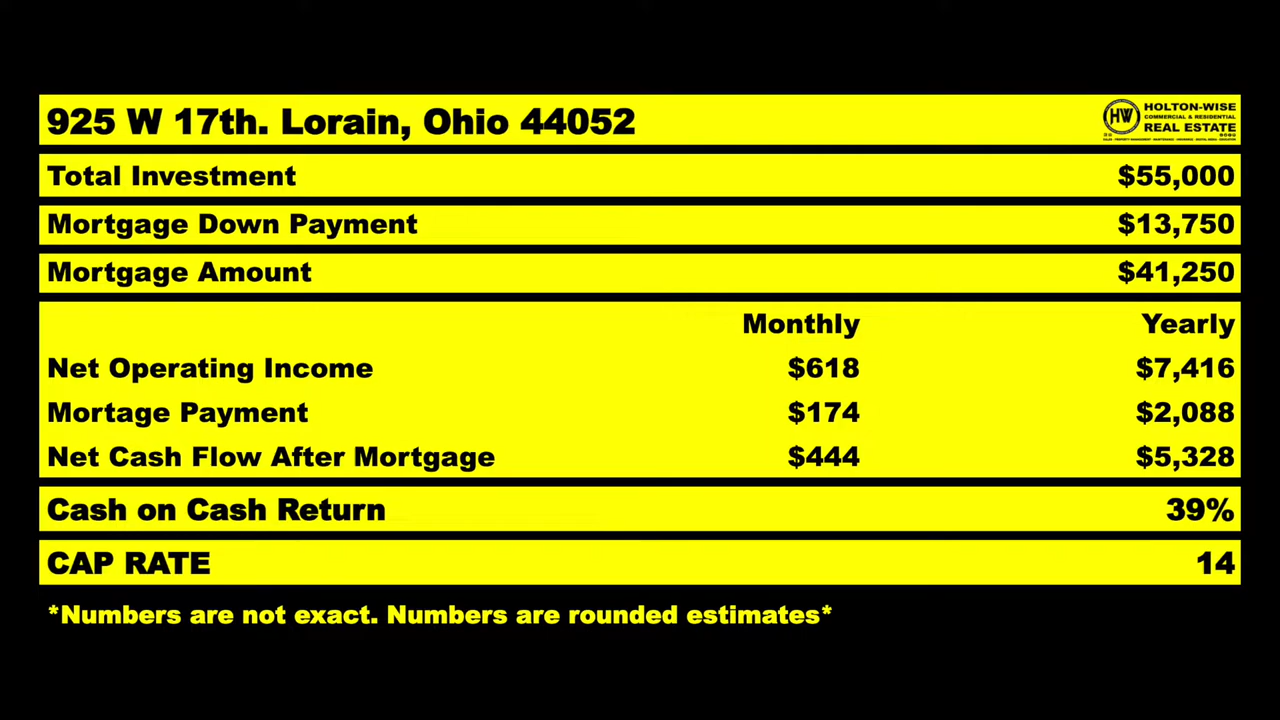 925 W 17th. Lorain, Ohio 44052
HW
HOLTON-WISE
COMMERCIAL & RESIDENTIAL
REAL ESTATE
Total Investment $55,000
Mortgage Down Payment $13,750
Mortgage Amount $41,250
Monthly Yearly
Net Operating Income $618 $7,416
Mortage Payment $174 $2,088
Net Cash Flow After Mortgage $444 $5,328
Cash on Cash Return 39%
CAP RATE 14
*Numbers are not exact. Numbers are rounded estimates*